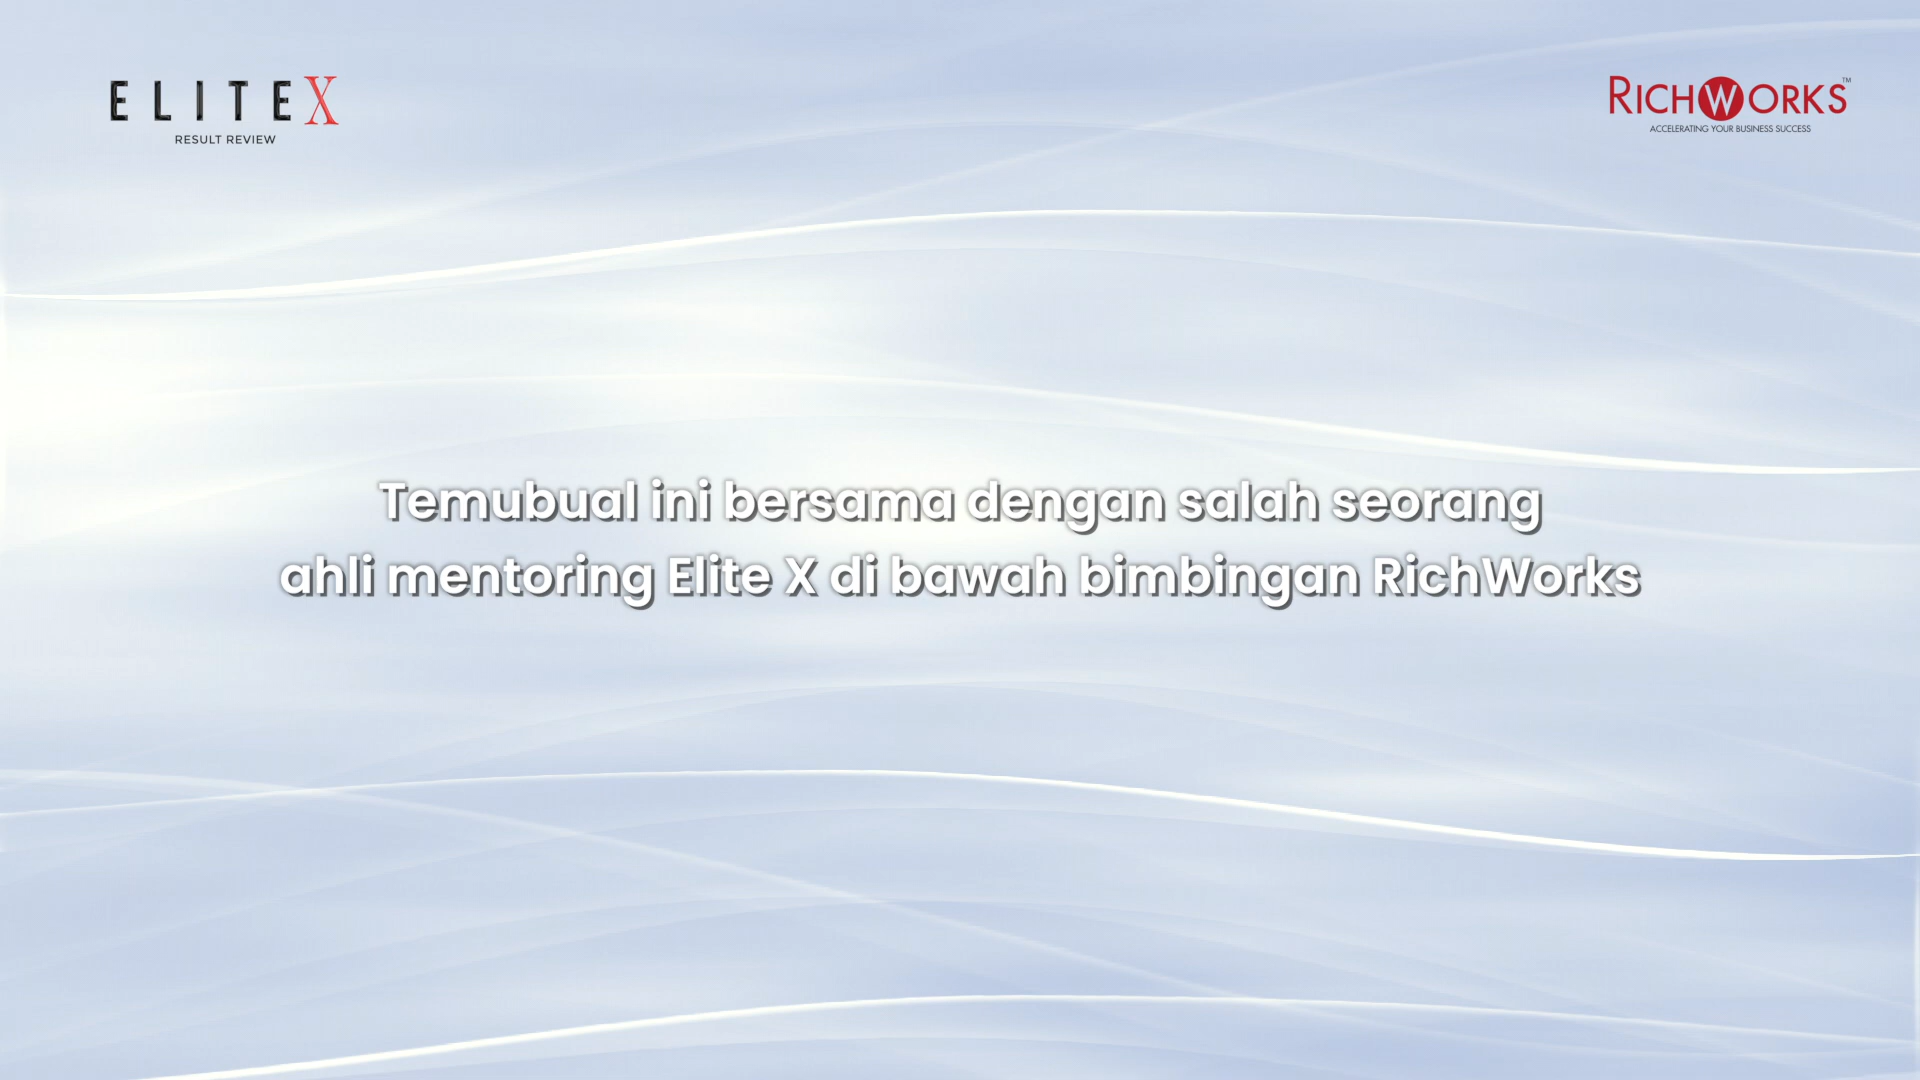 ELITEX
RESULT REVIEW
RICHWORKS™
ACCELERATING YOUR BUSINESS SUCCESS
Temubual ini bersama dengan salah seorang
ahli mentoring Elite X di bawah bimbingan RichWorks